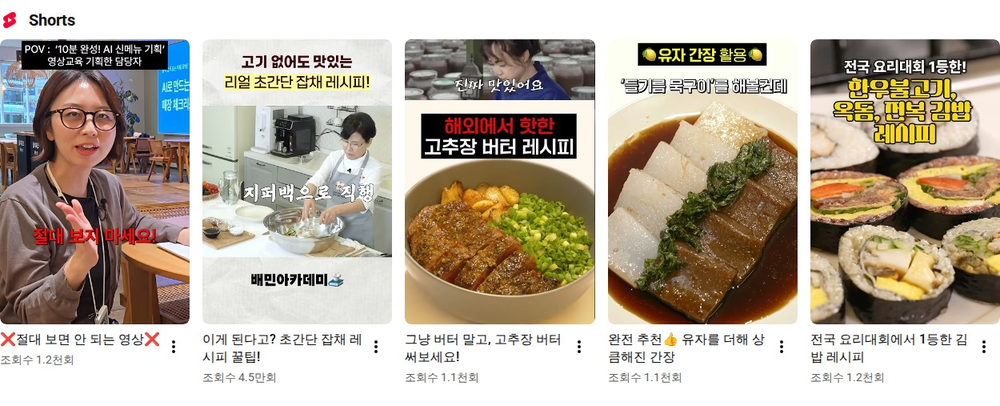 Shorts
POV : '10분 완성! AI 신메뉴 기획'
영상교육 기획한 담당자
절대 보지 마세요!
❌절대 보면 안 되는 영상❌
조회수 1.2천회
고기 없어도 맛있는
리얼 초간단 잡채 레시피!
지퍼백으로 직행
배민아카데미
이게 된다고? 초간단 잡채 레
시피 꿀팁!
조회수 4.5만회
진짜 맛있어요
해외에서 핫한
고추장 버터 레시피
그냥 버터 말고, 고추장 버터
써보세요!
조회수 1.1천회
🍋유자 간장 활용🍋
'들기름 묵구이'를 해볼건데
완전 추천👍 유자를 더해 상
큼해진 간장
조회수 1.1천회
전국 요리대회 1등한!
한우불고기,
옥돔, 전복 김밥
레시피
전국 요리대회에서 1등한 김
밥 레시피
조회수 1.2천회